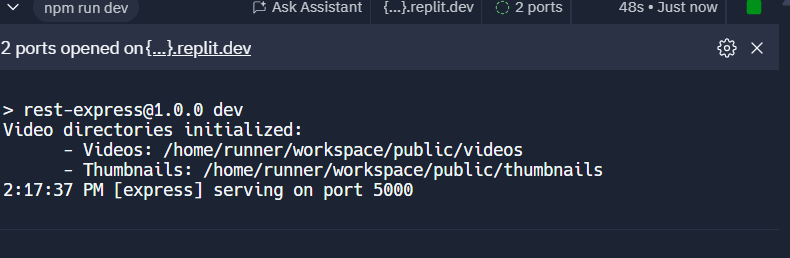 npm run dev Ask Assistant {...}.replit.dev 2 ports 48s • Just now
2 ports opened on {...}.replit.dev
> rest-express@1.0.0 dev
Video directories initialized:
- Videos: /home/runner/workspace/public/videos
- Thumbnails: /home/runner/workspace/public/thumbnails
2:17:37 PM [express] serving on port 5000